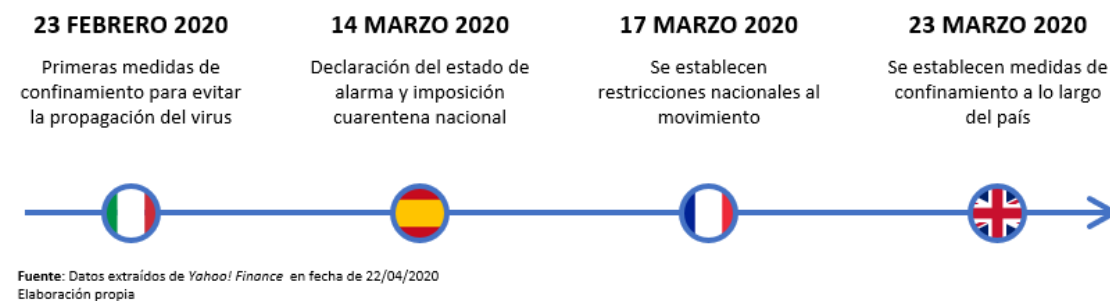 23 FEBRERO 2020
Primeras medidas de
confinamiento para evitar
la propagación del virus
14 MARZO 2020
Declaración del estado de
alarma y imposición
cuarentena nacional
17 MARZO 2020
Se establecen
restricciones nacionales al
movimiento
23 MARZO 2020
Se establecen medidas de
confinamiento a lo largo
del país
Fuente: Datos extraídos de Yahoo! Finance en fecha de 22/04/2020
Elaboración propia